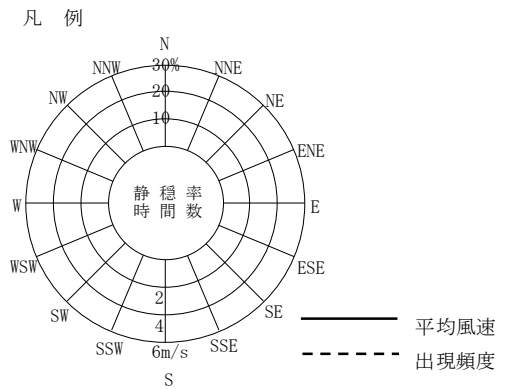 凡 例
N
NNW 30% NNE
NW 20 NE
10
WNW ENE
静 穏 率
W 時 間 数 E
WSW ESE
2
SW 4 SE
SSW 6m/s SSE
S
平均風速
出現頻度